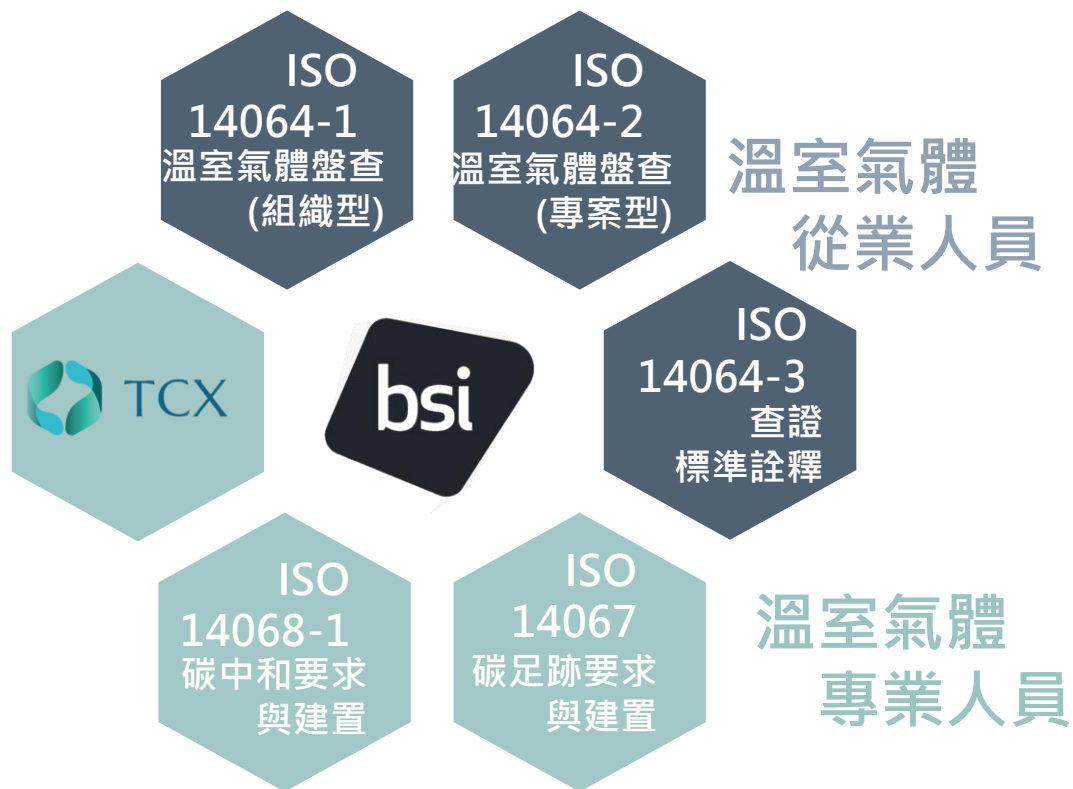 ISO
14064-1
溫室氣體盤查
(組織型)
ISO
14064-2
溫室氣體盤查
(專案型)
溫室氣體
從業人員
TCX
bsi
ISO
14064-3
查證
標準詮釋
ISO
14068-1
碳中和要求
與建置
ISO
14067
碳足跡要求
與建置
溫室氣體
專業人員